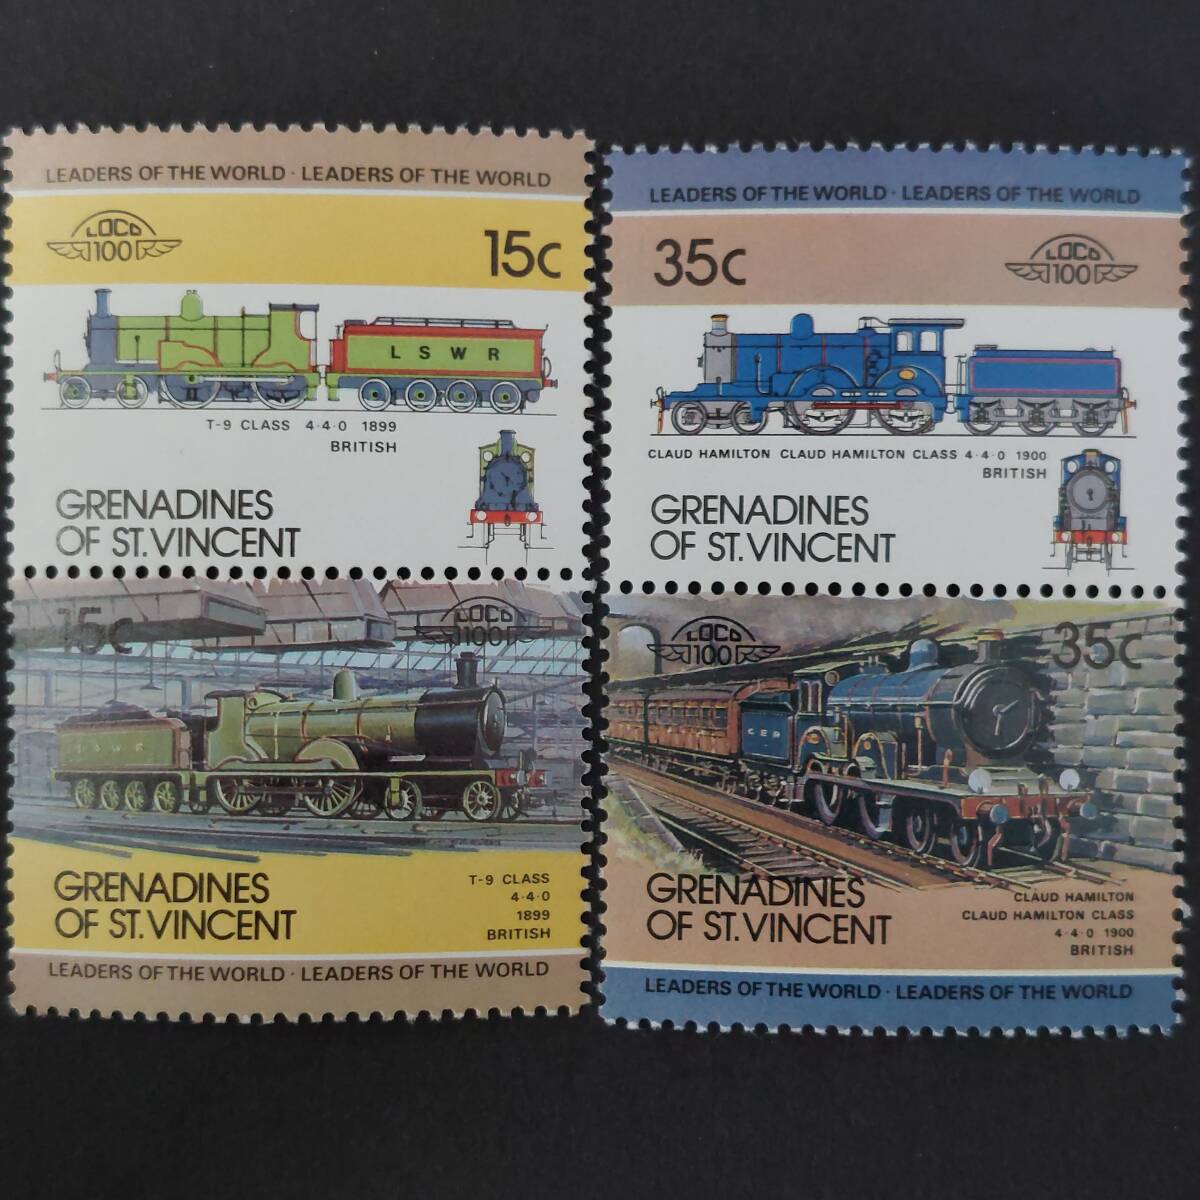 LEADERS OF THE WORLD · LEADERS OF THE WORLD
LOCO
100
15c
LSWR
T-9 CLASS 4·4·0 1899
BRITISH
GRENADINES
OF ST.VINCENT
15c
LOCO
100
LSWR
GRENADINES
OF ST.VINCENT
T-9 CLASS
4·4·0
1899
BRITISH
LEADERS OF THE WORLD · LEADERS OF THE WORLD
LEADERS OF THE WORLD · LEADERS OF THE WORLD
35c
LOCO
100
CLAUD HAMILTON CLAUD HAMILTON CLASS 4·4·0 1900
BRITISH
GRENADINES
OF ST.VINCENT
LOCO
100
35c
GER
GRENADINES
OF ST.VINCENT
CLAUD HAMILTON
CLAUD HAMILTON CLASS
4·4·0 1900
BRITISH
LEADERS OF THE WORLD · LEADERS OF THE WORLD